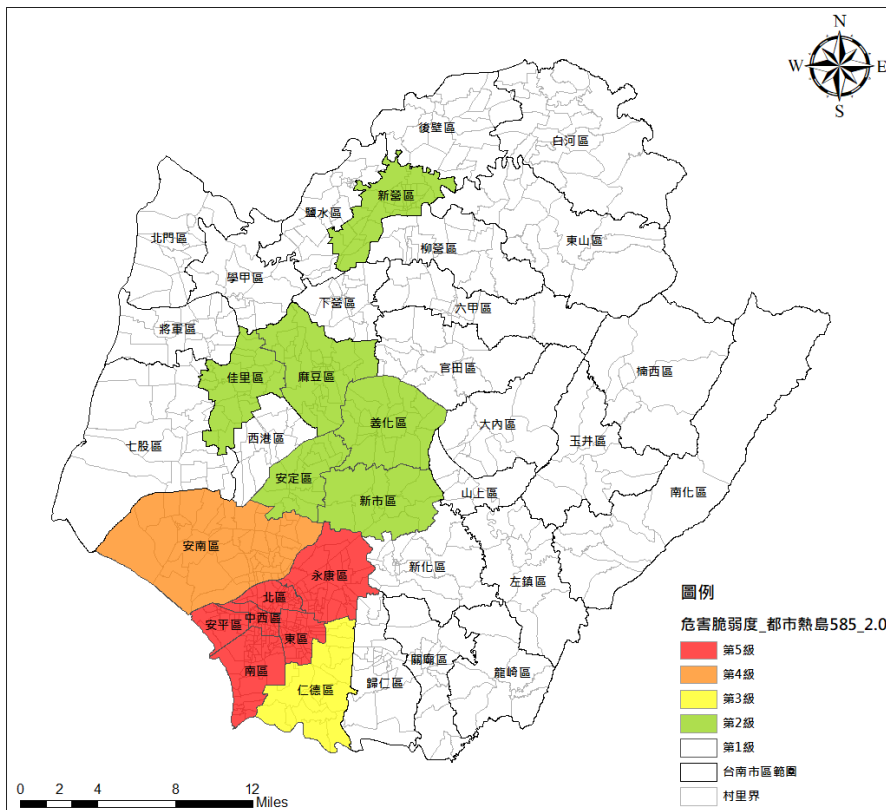 N
W
E
S
後壁區
白河區
新營區
鹽水區
北門區
柳營區
東山區
學甲區
下營區
六甲區
將軍區
官田區
楠西區
佳里區
麻豆區
善化區
大內區
七股區
西港區
玉井區
安定區
新市區
山上區
南化區
安南區
永康區
新化區
左鎮區
北區
安平區
中西區
東區
南區
仁德區
歸仁區
關廟區
龍崎區
圖例
危害脆弱度_都市熱島585_2.0
第5級
第4級
第3級
第2級
第1級
台南市區範圍
村里界
0 2 4 8 12
Miles